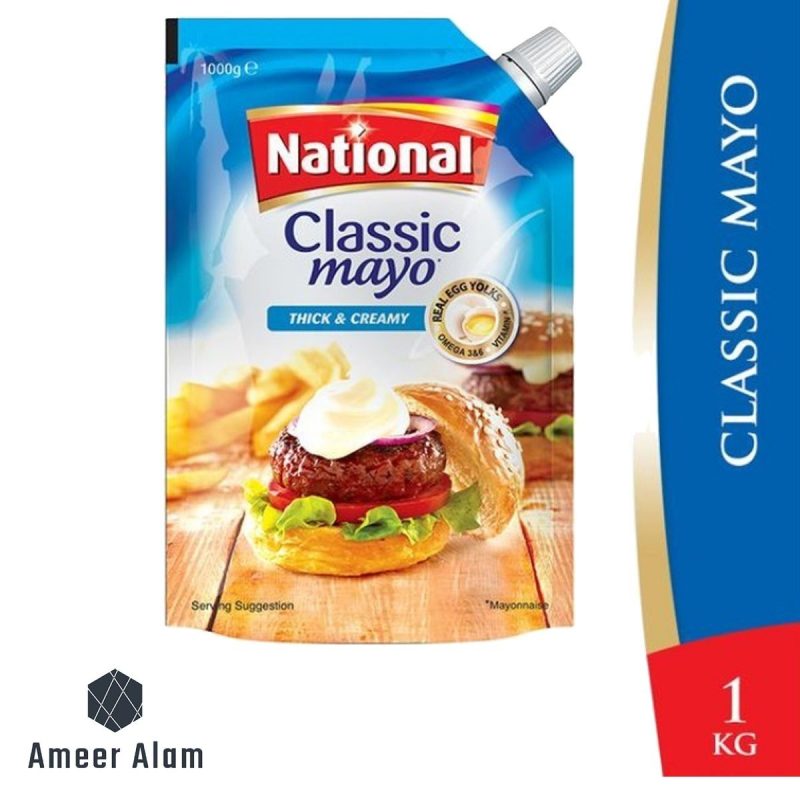 1000g e
National
Classic
mayo*
THICK & CREAMY
REAL EGG YOLKS
OMEGA 3&6
Serving Suggestion
*Mayonnaise
CLASSIC MAYO
1
KG
Ameer Alam